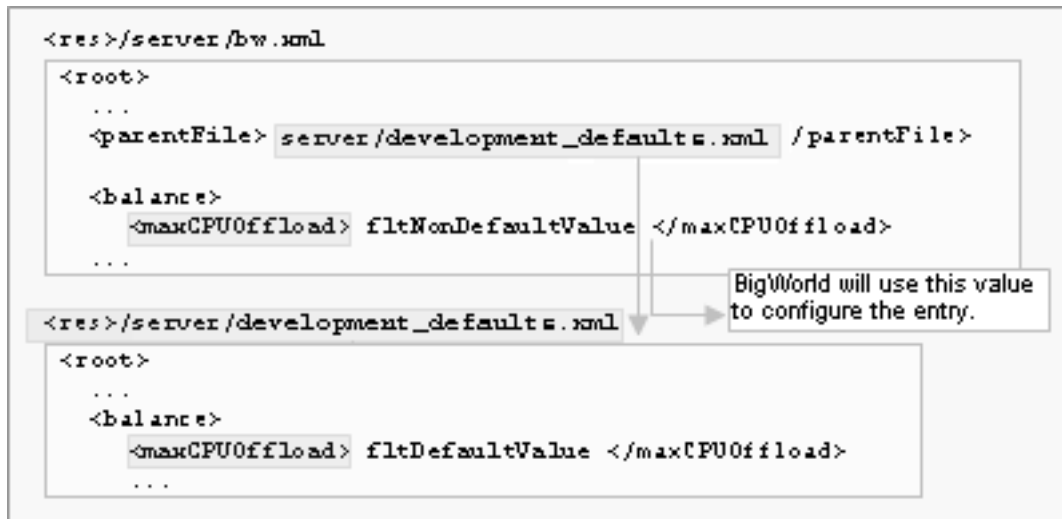 <res>/server/bw.xml
<root>
...
<parentFile> server/development_defaults.xml /parentFile>
<balance>
<maxCPUOffload> fltNonDefaultValue </maxCPUOffload>
...
BigWorld will use this value
to configure the entry.
<res>/server/development_defaults.xml
<root>
...
<balance>
<maxCPUOffload> fltDefaultValue </maxCPUOffload>
...